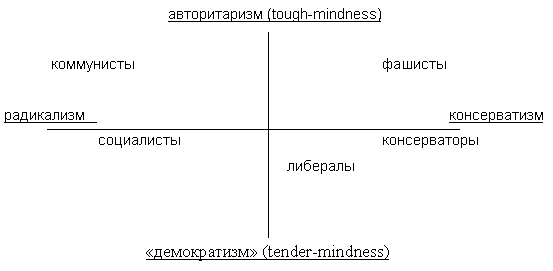 авторитаризм (tough-mindness)
коммунисты фашисты
радикализм консерватизм
социалисты консерваторы
либералы
«демократизм» (tender-mindness)